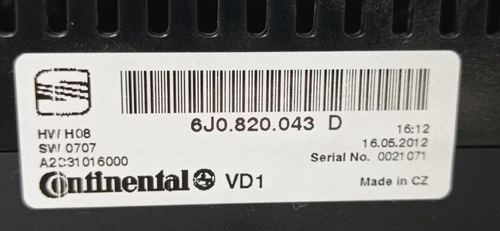 6J0.820.043 D
HW H08
16:12
SW 0707
16.05.2012
A2C31016000
Serial No. 0021071
Continental VD1
Made in CZ